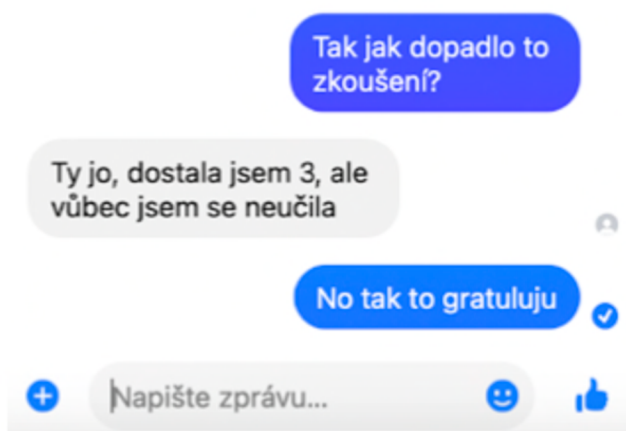 Tak jak dopadlo to
zkoušení?
Ty jo, dostala jsem 3, ale
vůbec jsem se neučila
No tak to gratuluju
Napište zprávu...